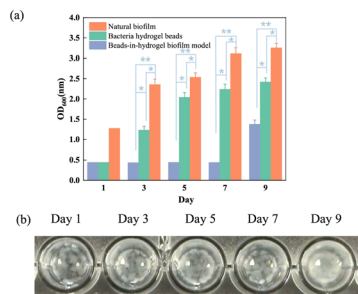 (a)
Natural biofilm
Bacteria hydrogel beads
Beads-in-hydrogel biofilm model
OD600(nm)
4.0
3.5
3.0
2.5
2.0
1.5
1.0
0.5
0.0
** * *
** * *
** * *
** * *
1 3 5 7 9
Day
(b) Day 1 Day 3 Day 5 Day 7 Day 9